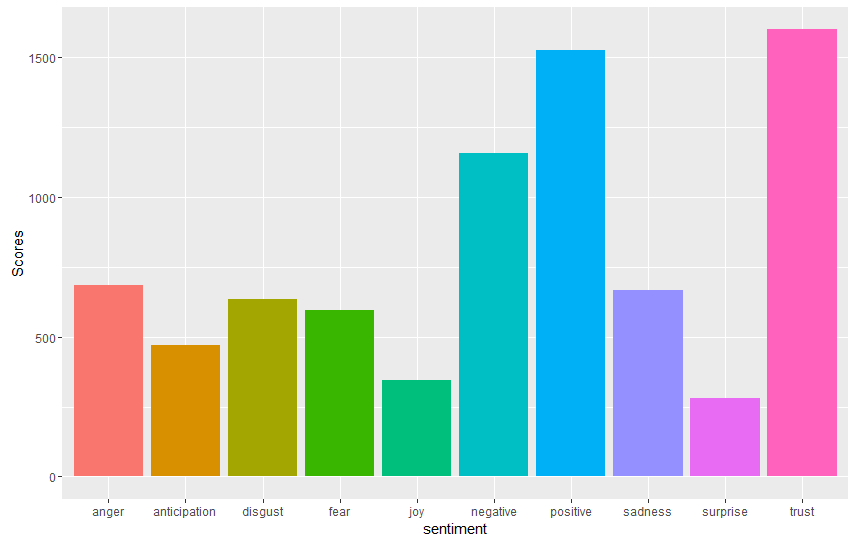 Scores
1500
1000
500
0
anger anticipation disgust fear joy negative positive sadness surprise trust
sentiment